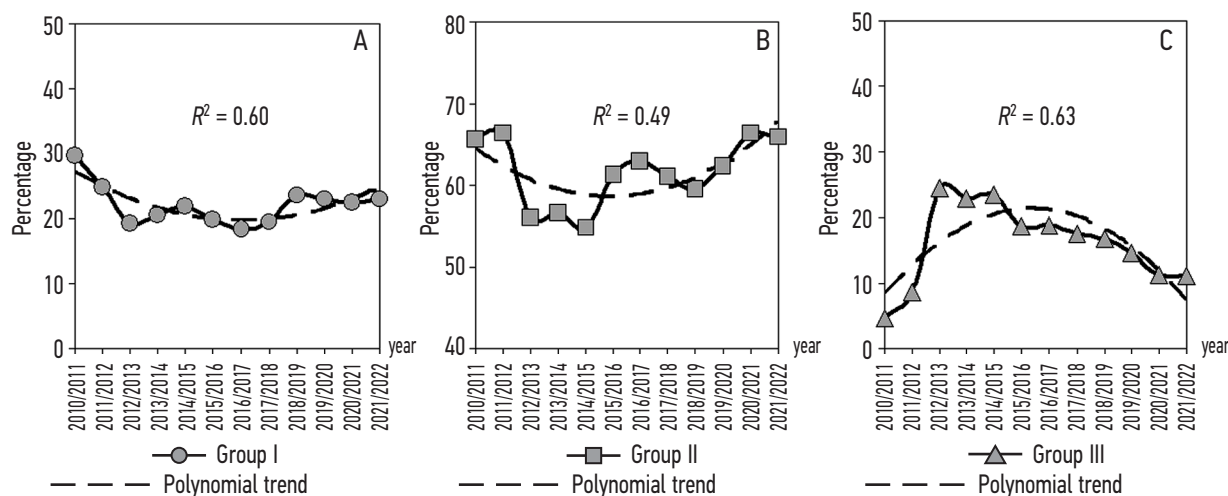 A
Percentage
50
40
30
20
10
0
R² = 0.60
year
2010/2011
2011/2012
2012/2013
2013/2014
2014/2015
2015/2016
2016/2017
2017/2018
2018/2019
2019/2020
2020/2021
2021/2022
Group I
Polynomial trend
B
Percentage
80
70
60
50
40
R² = 0.49
year
2010/2011
2011/2012
2012/2013
2013/2014
2014/2015
2015/2016
2016/2017
2017/2018
2018/2019
2019/2020
2020/2021
2021/2022
Group II
Polynomial trend
C
Percentage
50
40
30
20
10
0
R² = 0.63
year
2010/2011
2011/2012
2012/2013
2013/2014
2014/2015
2015/2016
2016/2017
2017/2018
2018/2019
2019/2020
2020/2021
2021/2022
Group III
Polynomial trend